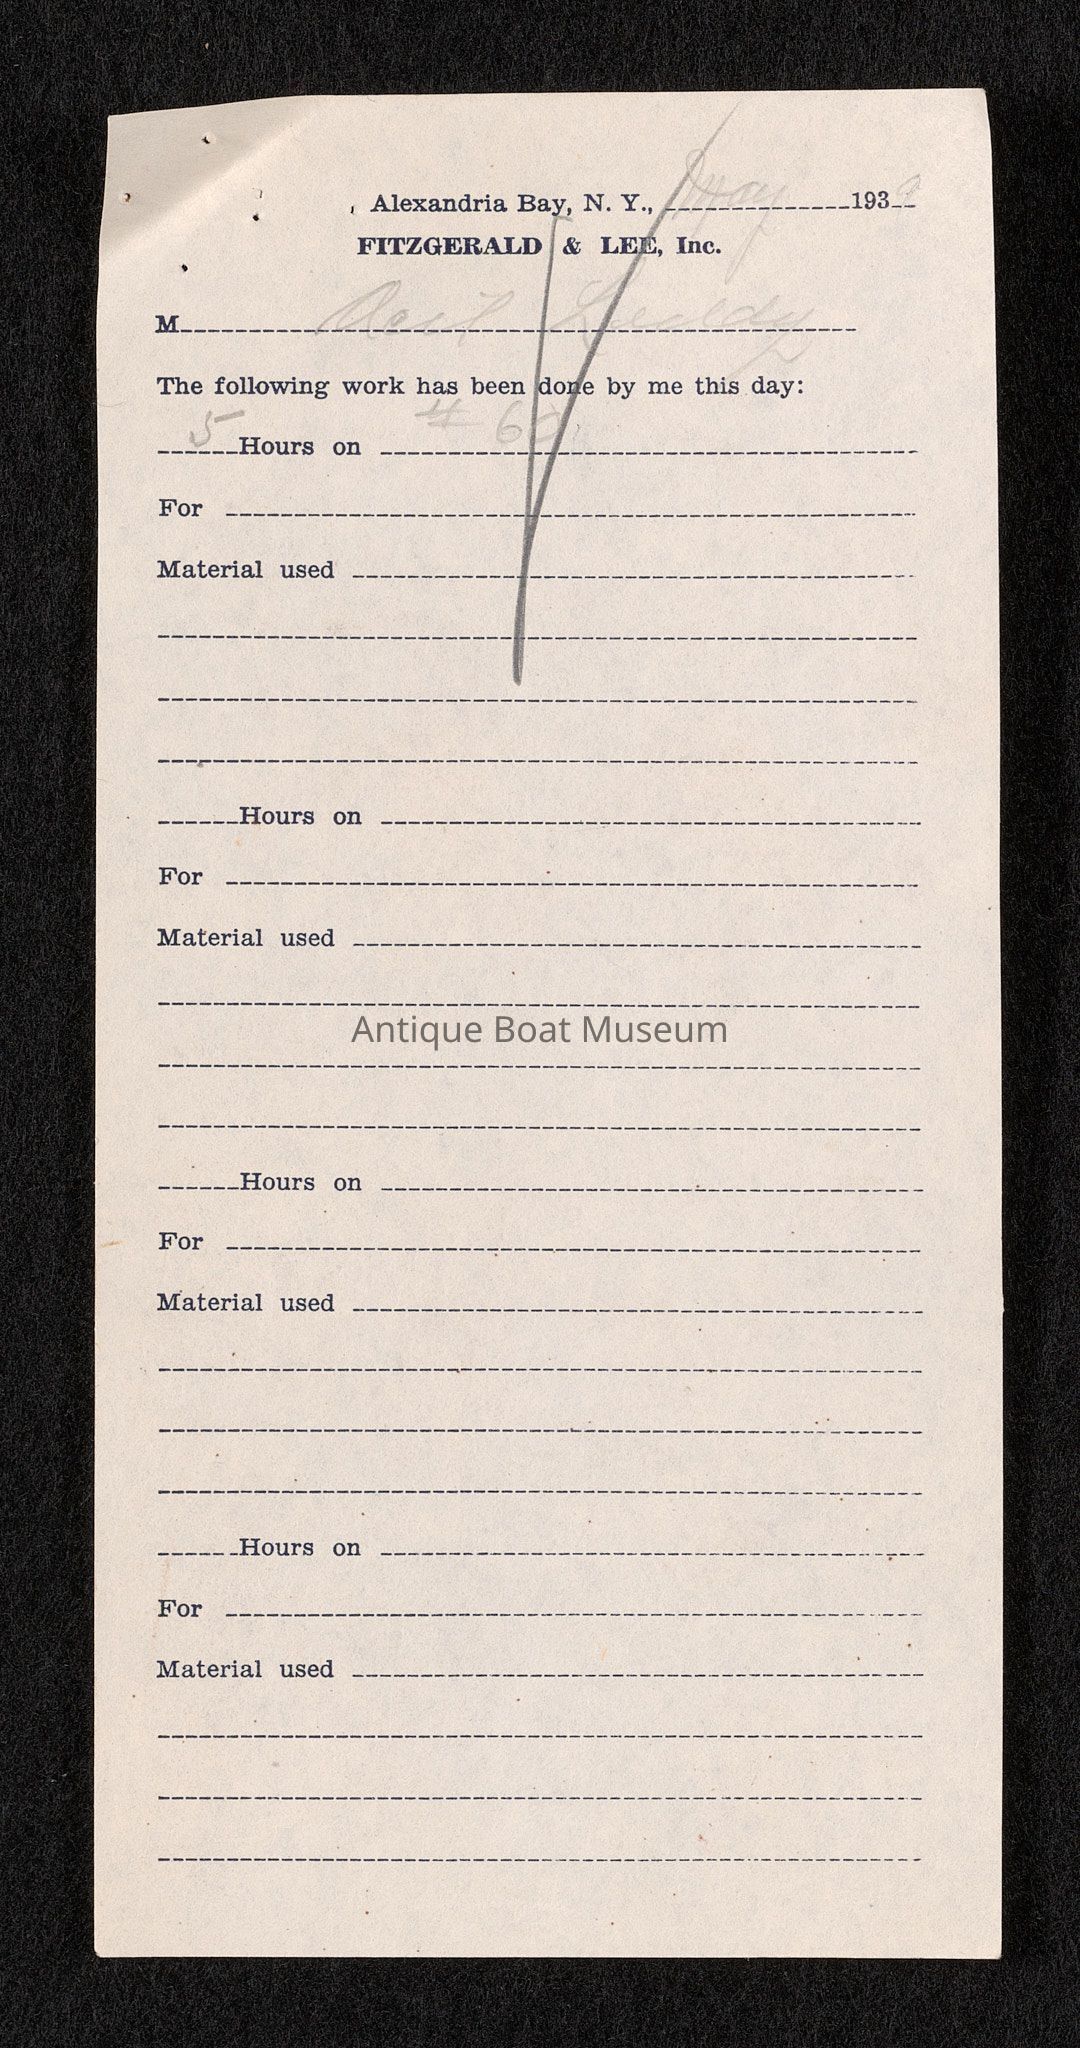 Alexandria Bay, N. Y., May 193
FITZGERALD & LEE, Inc.
M
The following work has been done by me this day:
5 Hours on # 60
For
Material used
Hours on
For
Material used
Antique Boat Museum
Hours on
For
Material used
Hours on
For
Material used